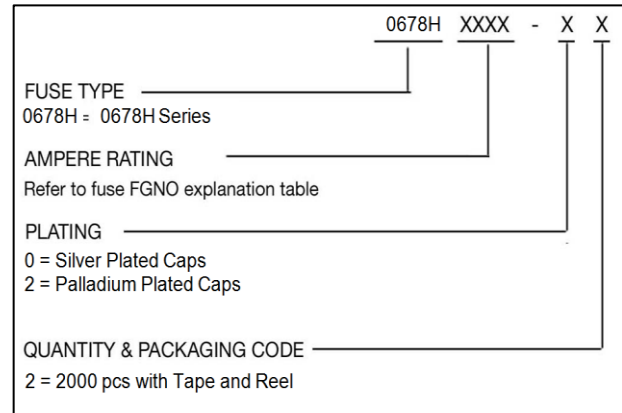 0678H XXXX - X X
FUSE TYPE
0678H = 0678H Series
AMPERE RATING
Refer to fuse FGNO explanation table
PLATING
0 = Silver Plated Caps
2 = Palladium Plated Caps
QUANTITY & PACKAGING CODE
2 = 2000 pcs with Tape and Reel